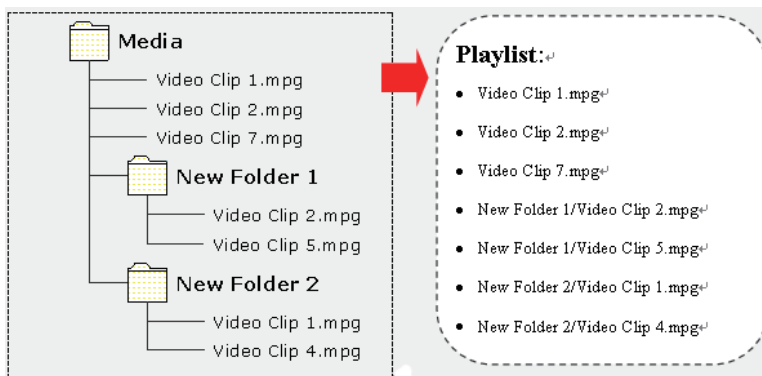 Media
Video Clip 1.mpg
Video Clip 2.mpg
Video Clip 7.mpg
New Folder 1
Video Clip 2.mpg
Video Clip 5.mpg
New Folder 2
Video Clip 1.mpg
Video Clip 4.mpg
Playlist:↵
• Video Clip 1.mpg↵
• Video Clip 2.mpg↵
• Video Clip 7.mpg↵
• New Folder 1/Video Clip 2.mpg↵
• New Folder 1/Video Clip 5.mpg↵
• New Folder 2/Video Clip 1.mpg↵
• New Folder 2/Video Clip 4.mpg↵